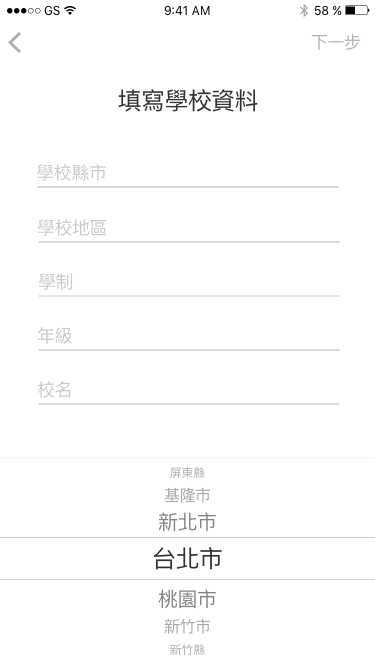 GS 9:41 AM 58 %
下一步
填寫學校資料
學校縣市
學校地區
學制
年級
校名
屏東縣
基隆市
新北市
台北市
桃園市
新竹市
新竹縣